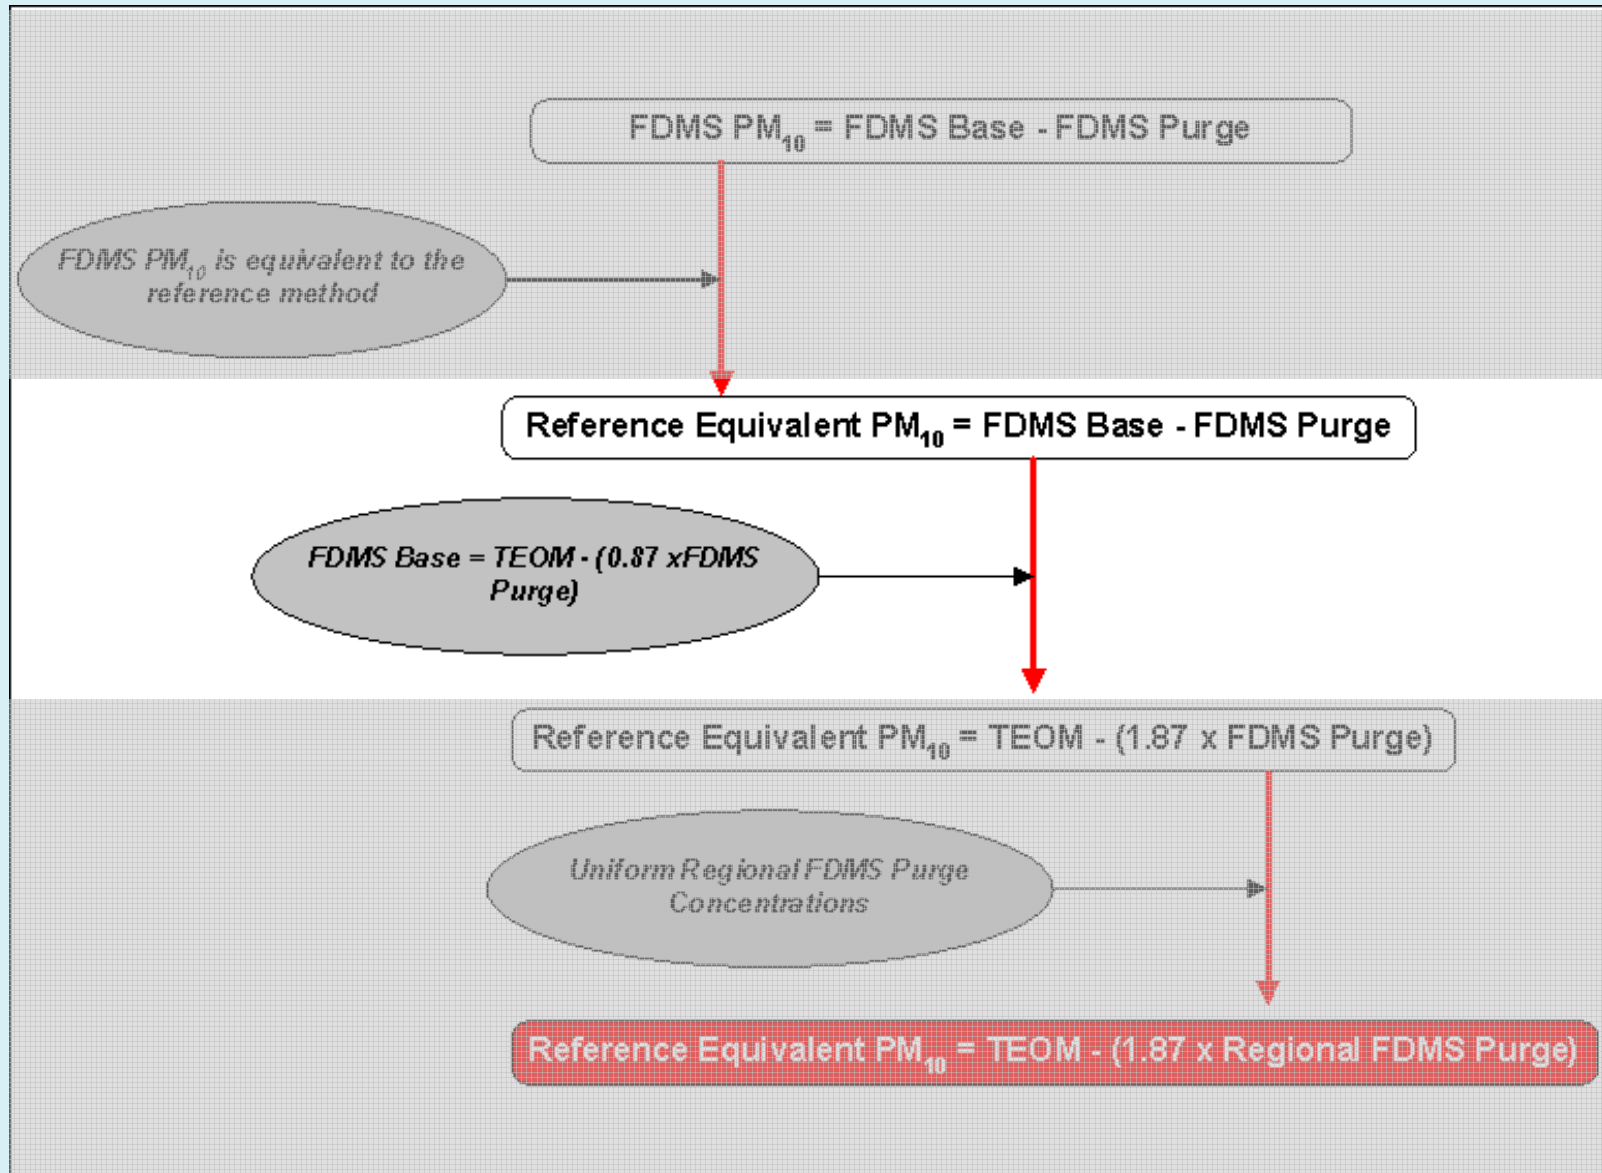 FDMS PM10 = FDMS Base - FDMS Purge
FDMS PM10 is equivalent to the
reference method
Reference Equivalent PM10 = FDMS Base - FDMS Purge
FDMS Base = TEOM - (0.87 xFDMS
Purge)
Reference Equivalent PM10 = TEOM - (1.87 x FDMS Purge)
Uniform Regional FDMS Purge
Concentrations
Reference Equivalent PM10 = TEOM - (1.87 x Regional FDMS Purge)